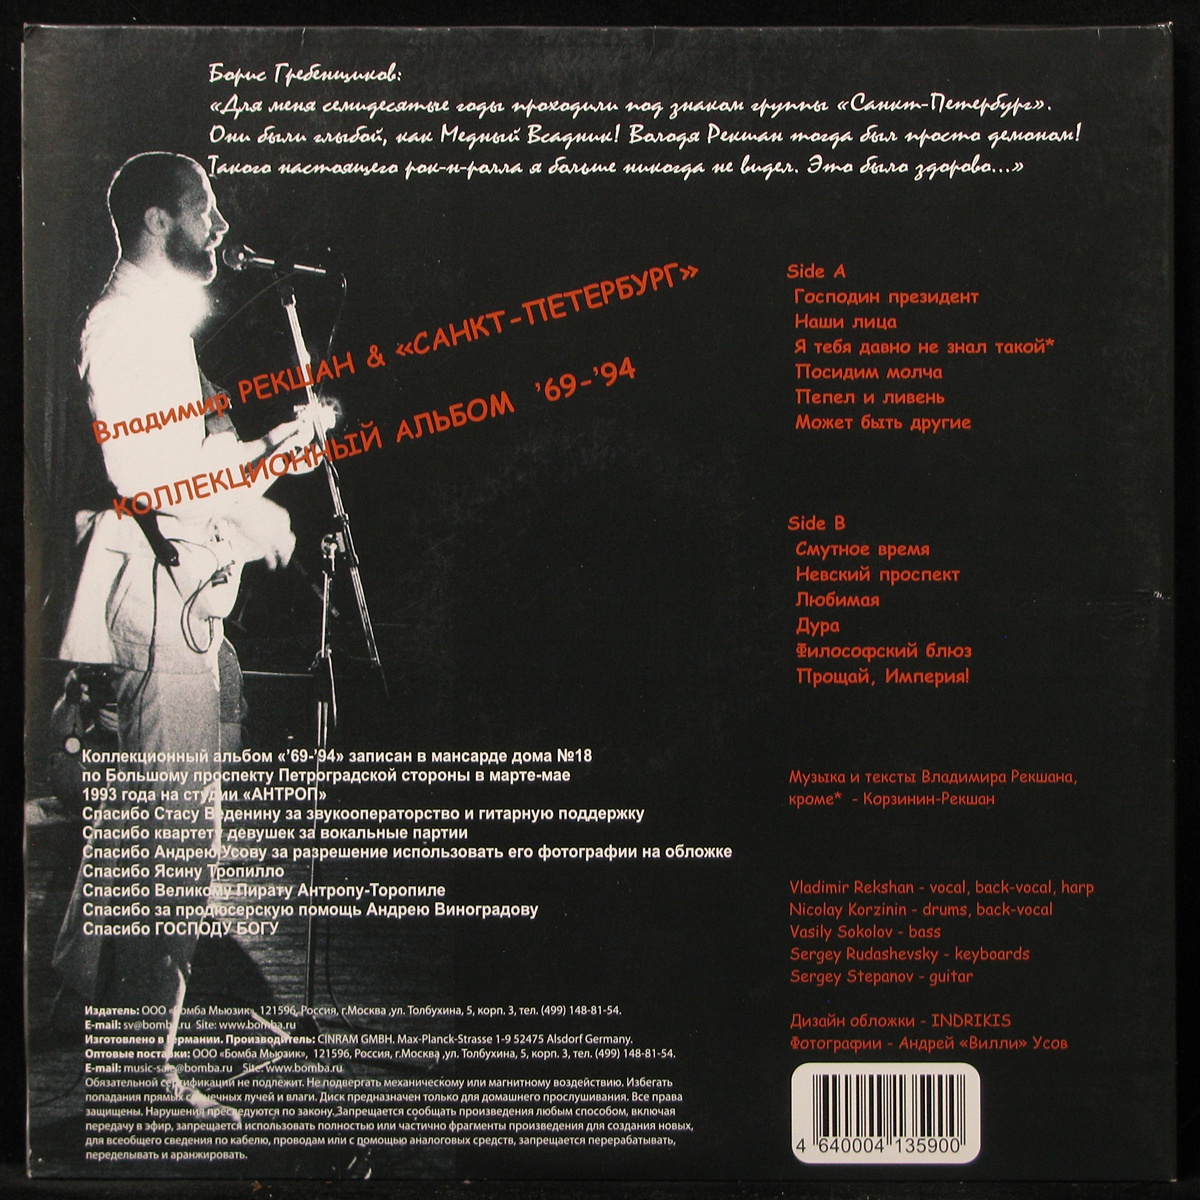 Борис Гребенщиков:
«Для меня семидесятые годы проходили под знаком группы «Санкт-Петербург».
Они были глыбой, как Медный Всадник! Володя Рекшан тогда был просто демоном!
Такого настоящего рок-н-ролла я больше никогда не видел. Это было здорово...»
Владимир РЕКШАН & «САНКТ-ПЕТЕРБУРГ»
КОЛЛЕКЦИОННЫЙ АЛЬБОМ '69-'94
Side A
Господин президент
Наши лица
Я тебя давно не знал такой*
Посидим молча
Пепел и ливень
Может быть другие
Side B
Смутное время
Невский проспект
Любимая
Дура
Философский блюз
Прощай, Империя!
Коллекционный альбом «'69-'94» записан в мансарде дома №18
по Большому проспекту Петроградской стороны в марте-мае
1993 года на студии «АНТРОП»
Спасибо Стасу Веденину за звукооператорство и гитарную поддержку
Спасибо квартету девушек за вокальные партии
Спасибо Андрею Усову за разрешение использовать его фотографии на обложке
Спасибо Ясину Тропилло
Спасибо Великому Пирату Антропу-Торопиле
Спасибо за продюсерскую помощь Андрею Виноградову
Спасибо ГОСПОДУ БОГУ
Музыка и тексты Владимира Рекшана,
кроме* - Корзинин-Рекшан
Vladimir Rekshan - vocal, back-vocal, harp
Nicolay Korzinin - drums, back-vocal
Vasily Sokolov - bass
Sergey Rudashevsky - keyboards
Sergey Stepanov - guitar
Дизайн обложки - INDRIKIS
Фотографии - Андрей «Вилли» Усов
Издатель: ООО «Бомба Мьюзик», 121596, Россия, г.Москва ,ул. Толбухина, 5, корп. 3, тел. (499) 148-81-54.
E-mail: sv@bomba.ru Site: www.bomba.ru
Изготовлено в Германии. Производитель: CINRAM GMBH. Max-Planck-Strasse 1-9 52475 Alsdorf Germany.
Оптовые поставки: ООО «Бомба Мьюзик», 121596, Россия, г.Москва ,ул. Толбухина, 5, корп. 3, тел. (499) 148-81-54.
E-mail: music-sale@bomba.ru Site: www.bomba.ru
Обязательной сертификации не подлежит. Не подвергать механическому или магнитному воздействию. Избегать
попадания прямых солнечных лучей и влаги. Диск предназначен только для домашнего прослушивания. Все права
защищены. Нарушения преследуются по закону. Запрещается сообщать произведения любым способом, включая
передачу в эфир, запрещается использовать полностью или частично фрагменты произведения для создания новых,
для всеобщего сведения по кабелю, проводам или с помощью аналоговых средств, запрещается перерабатывать,
переделывать и аранжировать.
4 640004 135900